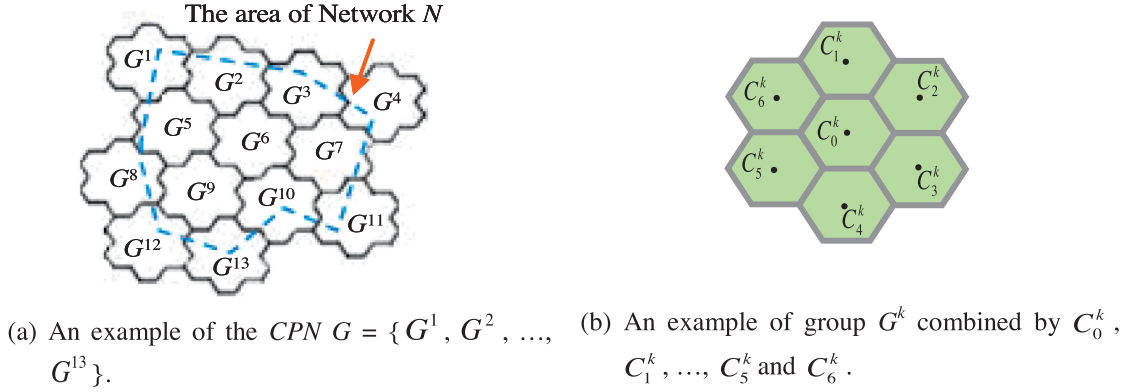 The area of Network N
G¹
G²
G³
G⁴
G⁵
G⁶
G⁷
G⁸
G⁹
G¹⁰
G¹¹
G¹²
G¹³
C₁ᵏ
C₆ᵏ
C₂ᵏ
C₀ᵏ
C₅ᵏ
C₃ᵏ
C₄ᵏ
(a) An example of the CPN G = { G¹ , G² , …,
G¹³ }.
(b) An example of group Gᵏ combined by C₀ᵏ ,
C₁ᵏ , …, C₅ᵏ and C₆ᵏ .